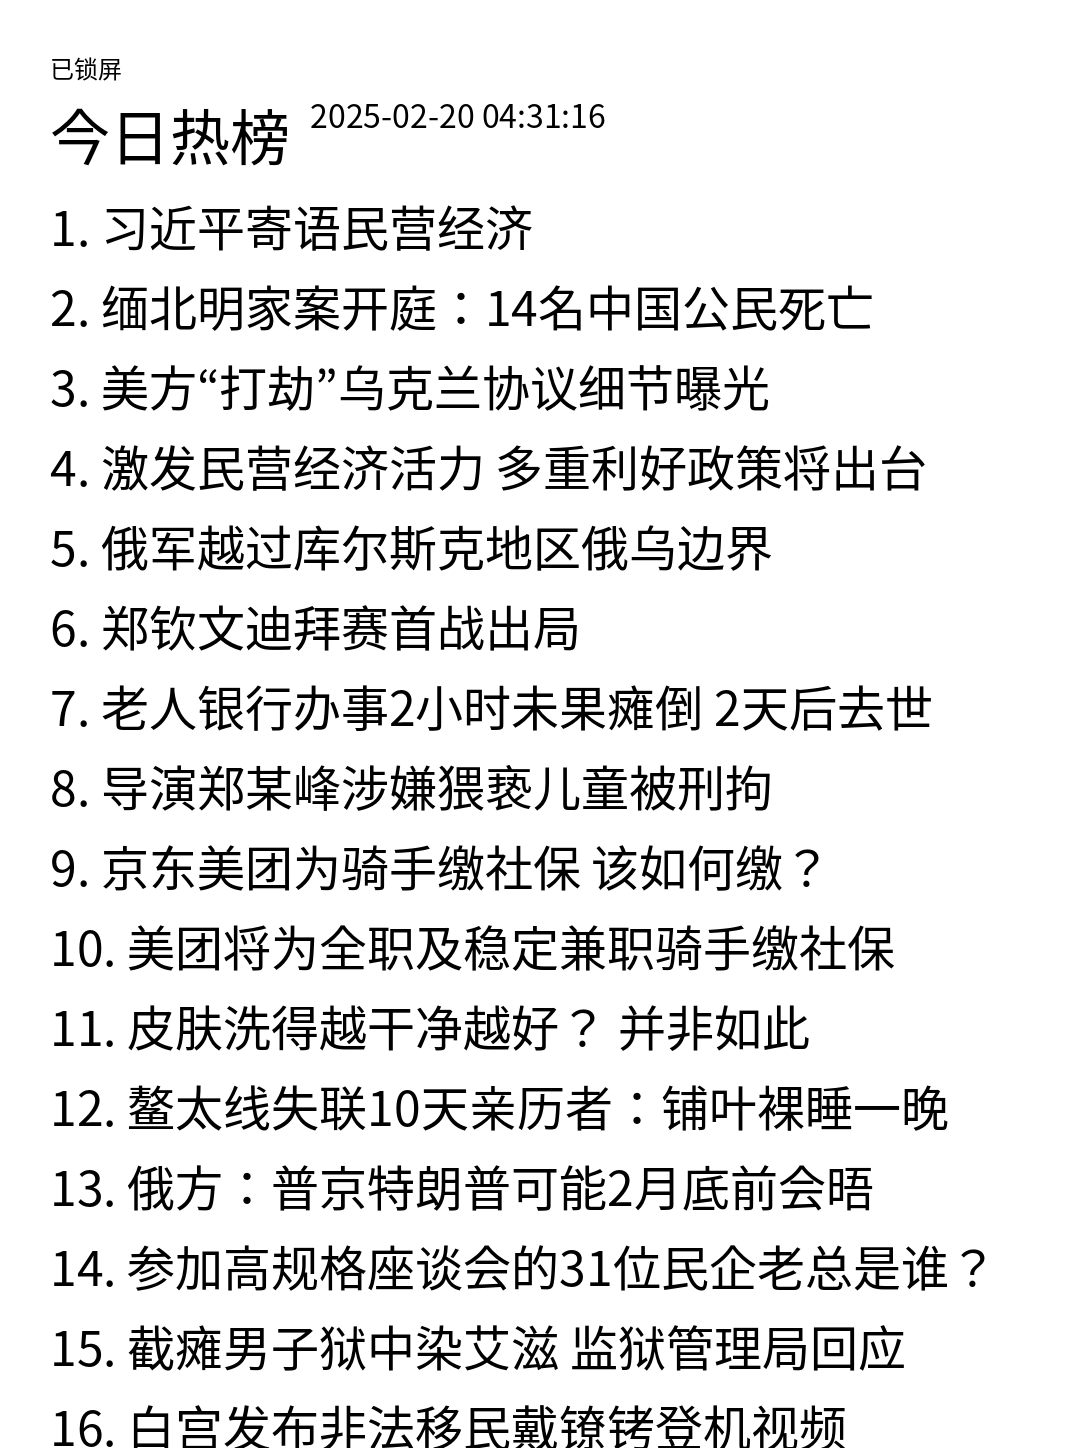 已锁屏
今日热榜 2025-02-20 04:31:16
1. 习近平寄语民营经济
2. 缅北明家案开庭：14名中国公民死亡
3. 美方“打劫”乌克兰协议细节曝光
4. 激发民营经济活力 多重利好政策将出台
5. 俄军越过库尔斯克地区俄乌边界
6. 郑钦文迪拜赛首战出局
7. 老人银行办事2小时未果瘫倒 2天后去世
8. 导演郑某峰涉嫌猥亵儿童被刑拘
9. 京东美团为骑手缴社保 该如何缴？
10. 美团将为全职及稳定兼职骑手缴社保
11. 皮肤洗得越干净越好？ 并非如此
12. 鳌太线失联10天亲历者：铺叶裸睡一晚
13. 俄方：普京特朗普可能2月底前会晤
14. 参加高规格座谈会的31位民企老总是谁？
15. 截瘫男子狱中染艾滋 监狱管理局回应
16. 白宫发布非法移民戴镣铐登机视频